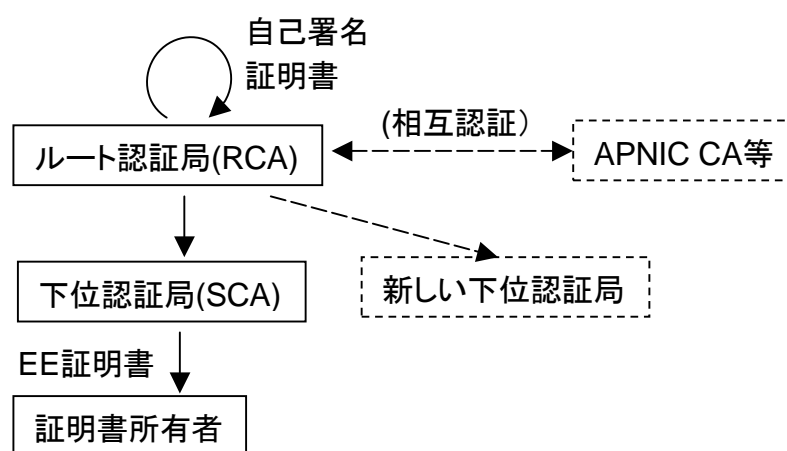 自己署名
証明書
(相互認証）
ルート認証局(RCA)
APNIC CA等
下位認証局(SCA)
新しい下位認証局
EE証明書
証明書所有者